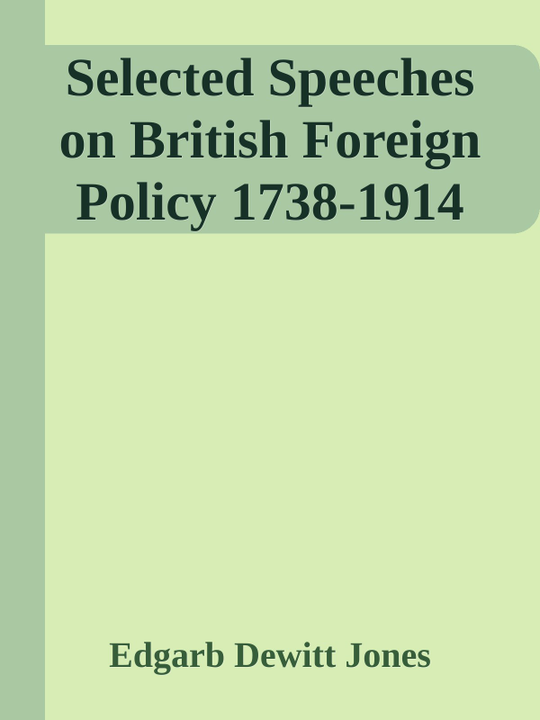 Selected Speeches
on British Foreign
Policy 1738-1914
Edgarb Dewitt Jones